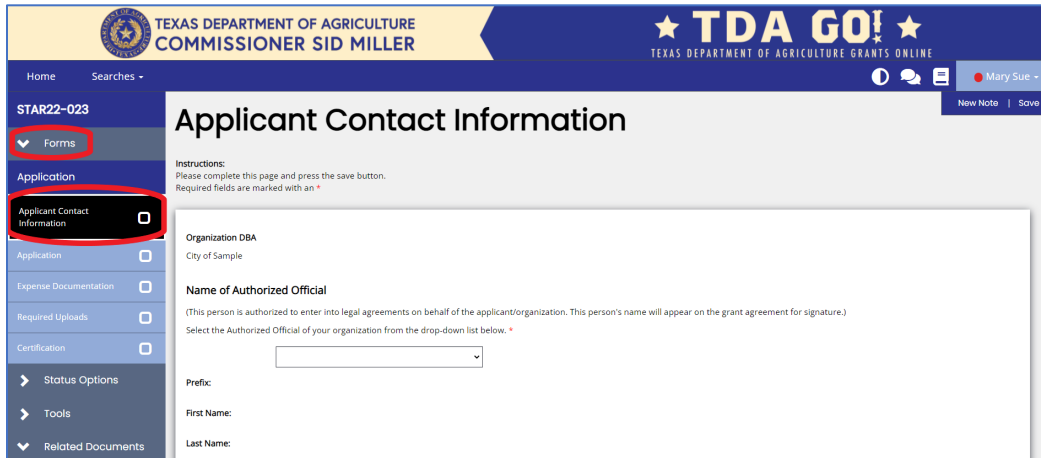 TEXAS DEPARTMENT OF AGRICULTURE
COMMISSIONER SID MILLER
TDA GO!
TEXAS DEPARTMENT OF AGRICULTURE GRANTS ONLINE
Home
Searches
Mary Sue
New Note | Save
STAR22-023
Forms
Application
Applicant Contact
Information
Application
Expense Documentation
Required Uploads
Certification
Status Options
Tools
Related Documents
Applicant Contact Information
Instructions:
Please complete this page and press the save button.
Required fields are marked with an *
Organization DBA
City of Sample
Name of Authorized Official
(This person is authorized to enter into legal agreements on behalf of the applicant/organization. This person's name will appear on the grant agreement for signature.)
Select the Authorized Official of your organization from the drop-down list below. *
Prefix:
First Name:
Last Name: